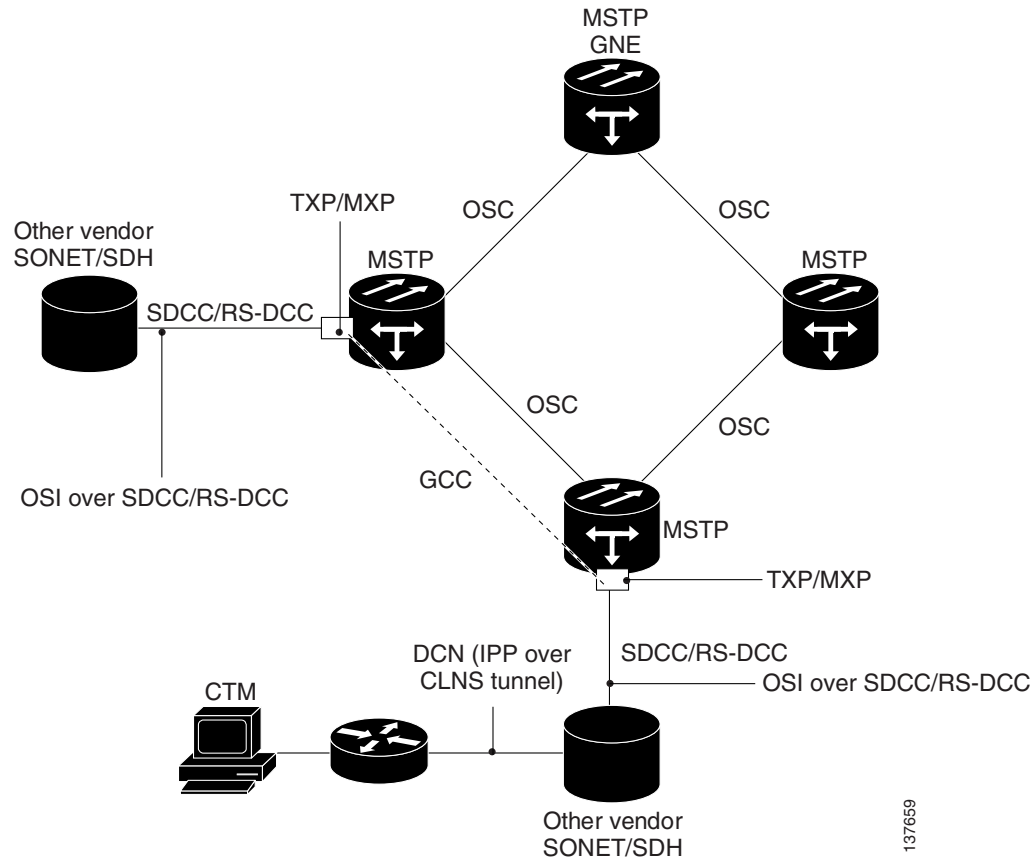 MSTP
GNE
TXP/MXP
OSC
OSC
Other vendor
SONET/SDH
MSTP
MSTP
SDCC/RS-DCC
OSC
OSC
GCC
OSI over SDCC/RS-DCC
MSTP
TXP/MXP
DCN (IPP over
CLNS tunnel)
SDCC/RS-DCC
OSI over SDCC/RS-DCC
CTM
Other vendor
SONET/SDH
137659